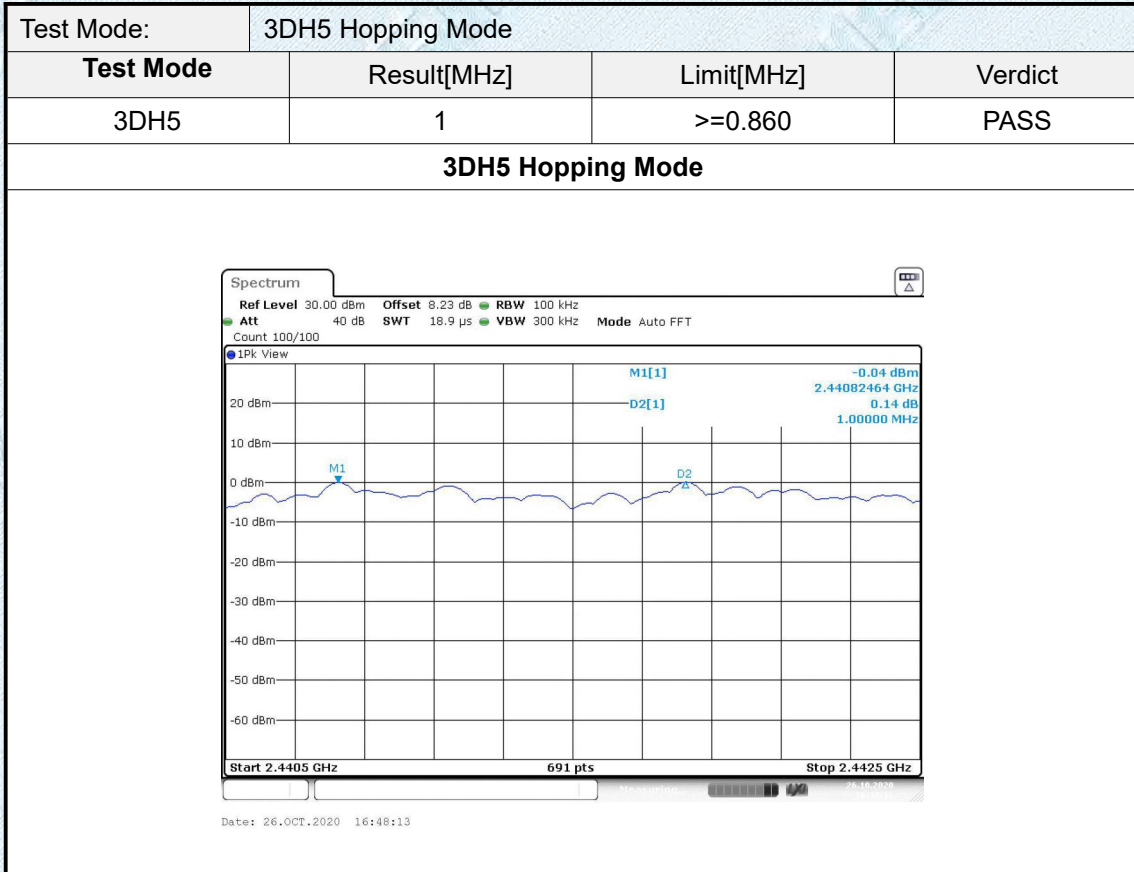 Test Mode: 3DH5 Hopping Mode
Test Mode Result[MHz] Limit[MHz] Verdict
3DH5 1 >=0.860 PASS
3DH5 Hopping Mode
Spectrum
Ref Level 30.00 dBm Offset 8.23 dB RBW 100 kHz
Att 40 dB SWT 18.9 µs VBW 300 kHz Mode Auto FFT
Count 100/100
1Pk View
M1[1] -0.04 dBm
2.44082464 GHz
20 dBm D2[1] 0.14 dB
1.00000 MHz
10 dBm
M1 D2
0 dBm
-10 dBm
-20 dBm
-30 dBm
-40 dBm
-50 dBm
-60 dBm
Start 2.4405 GHz 691 pts Stop 2.4425 GHz
Measuring... 26.10.2020
Date: 26.OCT.2020 16:48:13